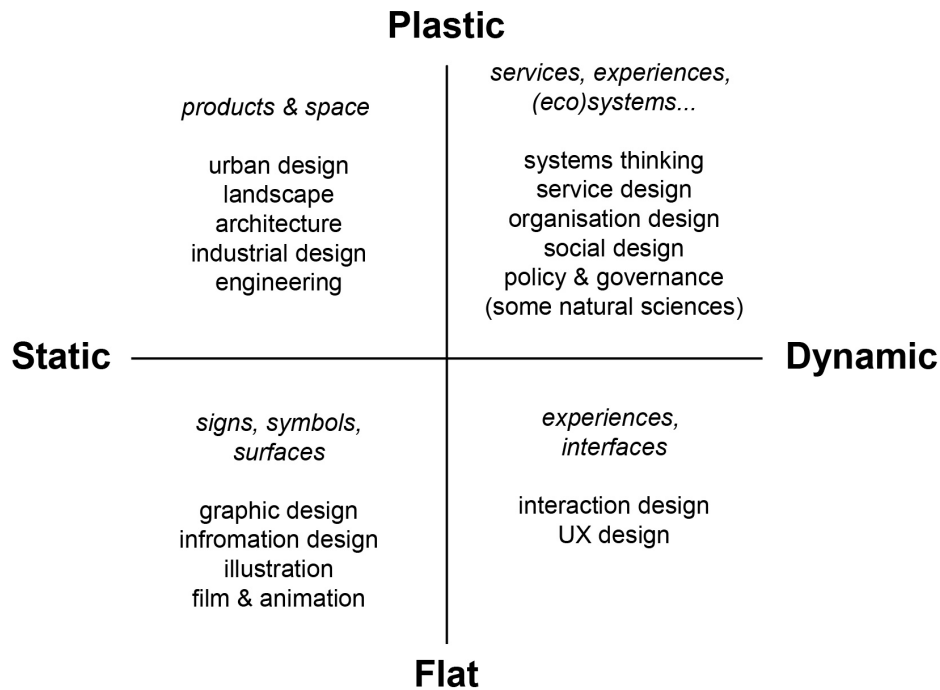 Plastic
products & space
urban design
landscape
architecture
industrial design
engineering
services, experiences,
(eco)systems...
systems thinking
service design
organisation design
social design
policy & governance
(some natural sciences)
Static
Dynamic
signs, symbols,
surfaces
graphic design
infromation design
illustration
film & animation
experiences,
interfaces
interaction design
UX design
Flat